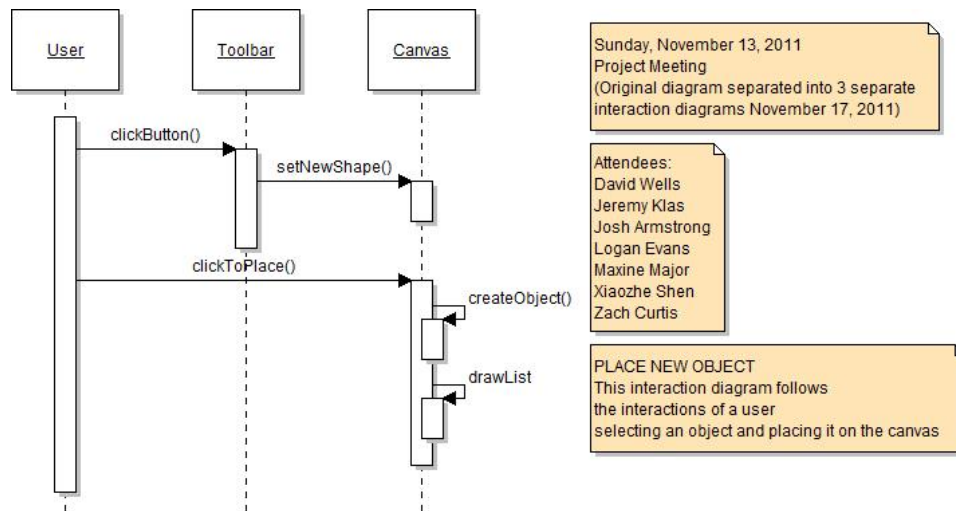 User
Toolbar
Canvas
clickButton()
setNewShape()
clickToPlace()
createObject()
drawList
Sunday, November 13, 2011
Project Meeting
(Original diagram separated into 3 separate
interaction diagrams November 17, 2011)
Attendees:
David Wells
Jeremy Klas
Josh Armstrong
Logan Evans
Maxine Major
Xiaozhe Shen
Zach Curtis
PLACE NEW OBJECT
This interaction diagram follows
the interactions of a user
selecting an object and placing it on the canvas